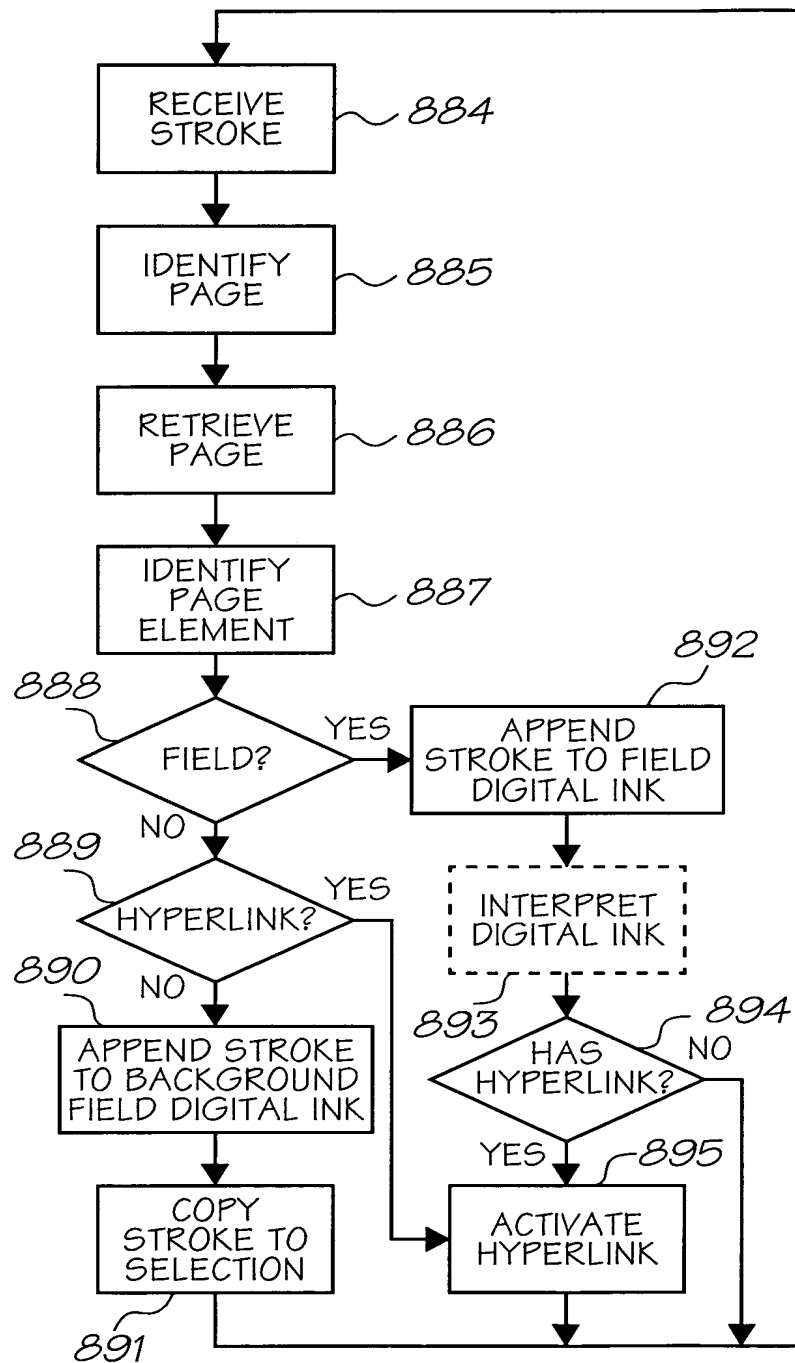 RECEIVE
STROKE
884
IDENTIFY
PAGE
885
RETRIEVE
PAGE
886
IDENTIFY
PAGE
ELEMENT
887
888
FIELD?
YES
NO
892
APPEND
STROKE TO FIELD
DIGITAL INK
889
HYPERLINK?
YES
NO
INTERPRET
DIGITAL INK
893
890
APPEND STROKE
TO BACKGROUND
FIELD DIGITAL INK
894
HAS
HYPERLINK?
NO
YES
895
COPY
STROKE TO
SELECTION
891
ACTIVATE
HYPERLINK